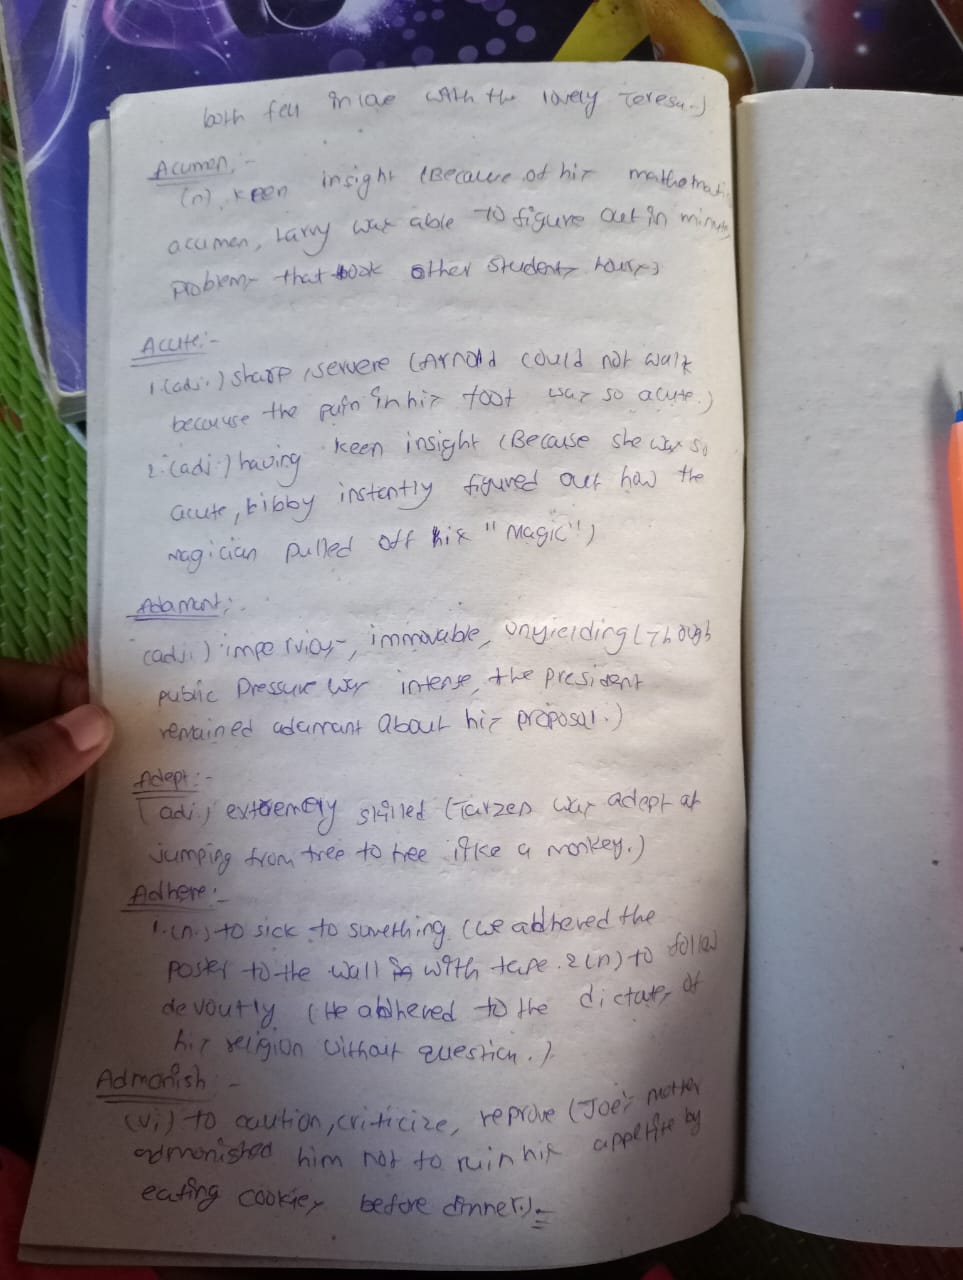 both fell in love with the lovely Teresa.)
Acumen,:-
(n). keen insight (Because of his mathemati
acumen, Larry was able to figure out in minutes
problems that took other students hours)
Acute:-
1.(adj.) sharp, servere (Arnold could not walk
because the pain in his foot was so acute.)
2.(adj.) having keen insight (Because she was so
acute, Libby instantly figured out how the
magician pulled off his "magic")
Adamant:-
(adj.) impervious, immovable, unyielding (Though
public pressure was intense, the president
remained adamant about his proposal.)
Adept:-
(adj.) extremely skilled (Tarzen was adept at
jumping from tree to tree like a monkey.)
Adhere:-
1.(n.) to sick to something. (we abhered the
poster to the wall with tape. 2(n) to follow
devoutly (He abhered to the dictates of
his religion without question.)
Admonish:-
(vi) to caution, criticize, reprove (Joe's mother
admonished him not to ruin his appetite by
eating cookies before dinner.)